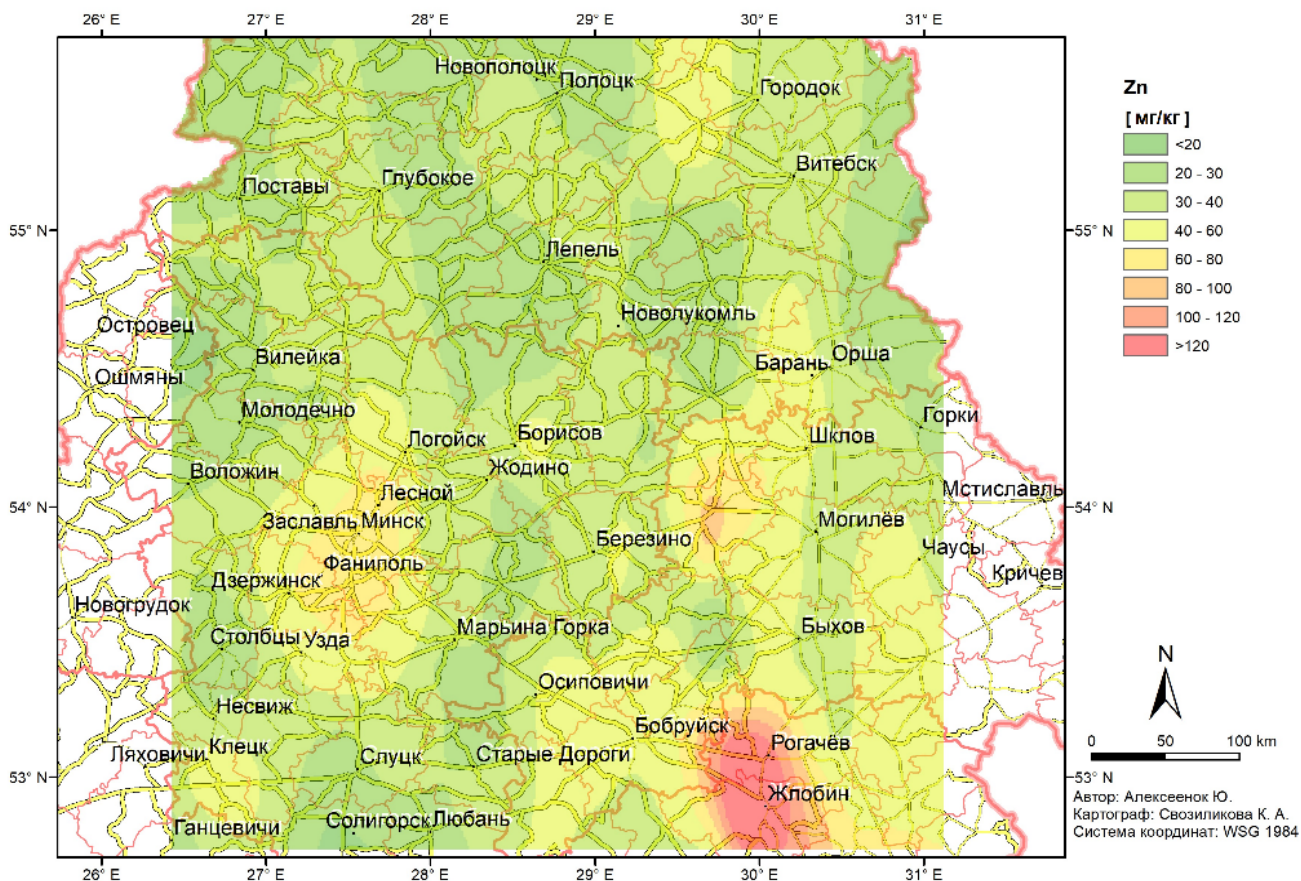 26° E 27° E 28° E 29° E 30° E 31° E
Новополоцк
Полоцк
Городок
Витебск
Поставы
Глубокое
55° N
55° N
Лепель
Новолукомль
Островец
Вилейка
Барань
Орша
Ошмяны
Молодечно
Горки
Логойск
Борисов
Шклов
Воложин
Жодино
Лесной
Мстиславль
54° N
54° N
Заславль
Минск
Могилёв
Березино
Чаусы
Фаниполь
Дзержинск
Кричев
Новогрудок
Столбцы
Узда
Марьина Горка
Быхов
Осиповичи
Несвиж
Бобруйск
Рогачёв
Ляховичи
Клецк
Слуцк
Старые Дороги
53° N
53° N
Жлобин
Ганцевичи
Солигорск
Любань
26° E 27° E 28° E 29° E 30° E 31° E
Zn
[ мг/кг ]
<20
20 - 30
30 - 40
40 - 60
60 - 80
80 - 100
100 - 120
>120
N
0 50 100 km
Автор: Алексеенок Ю.
Картограф: Свозиликова К. А.
Система координат: WSG 1984